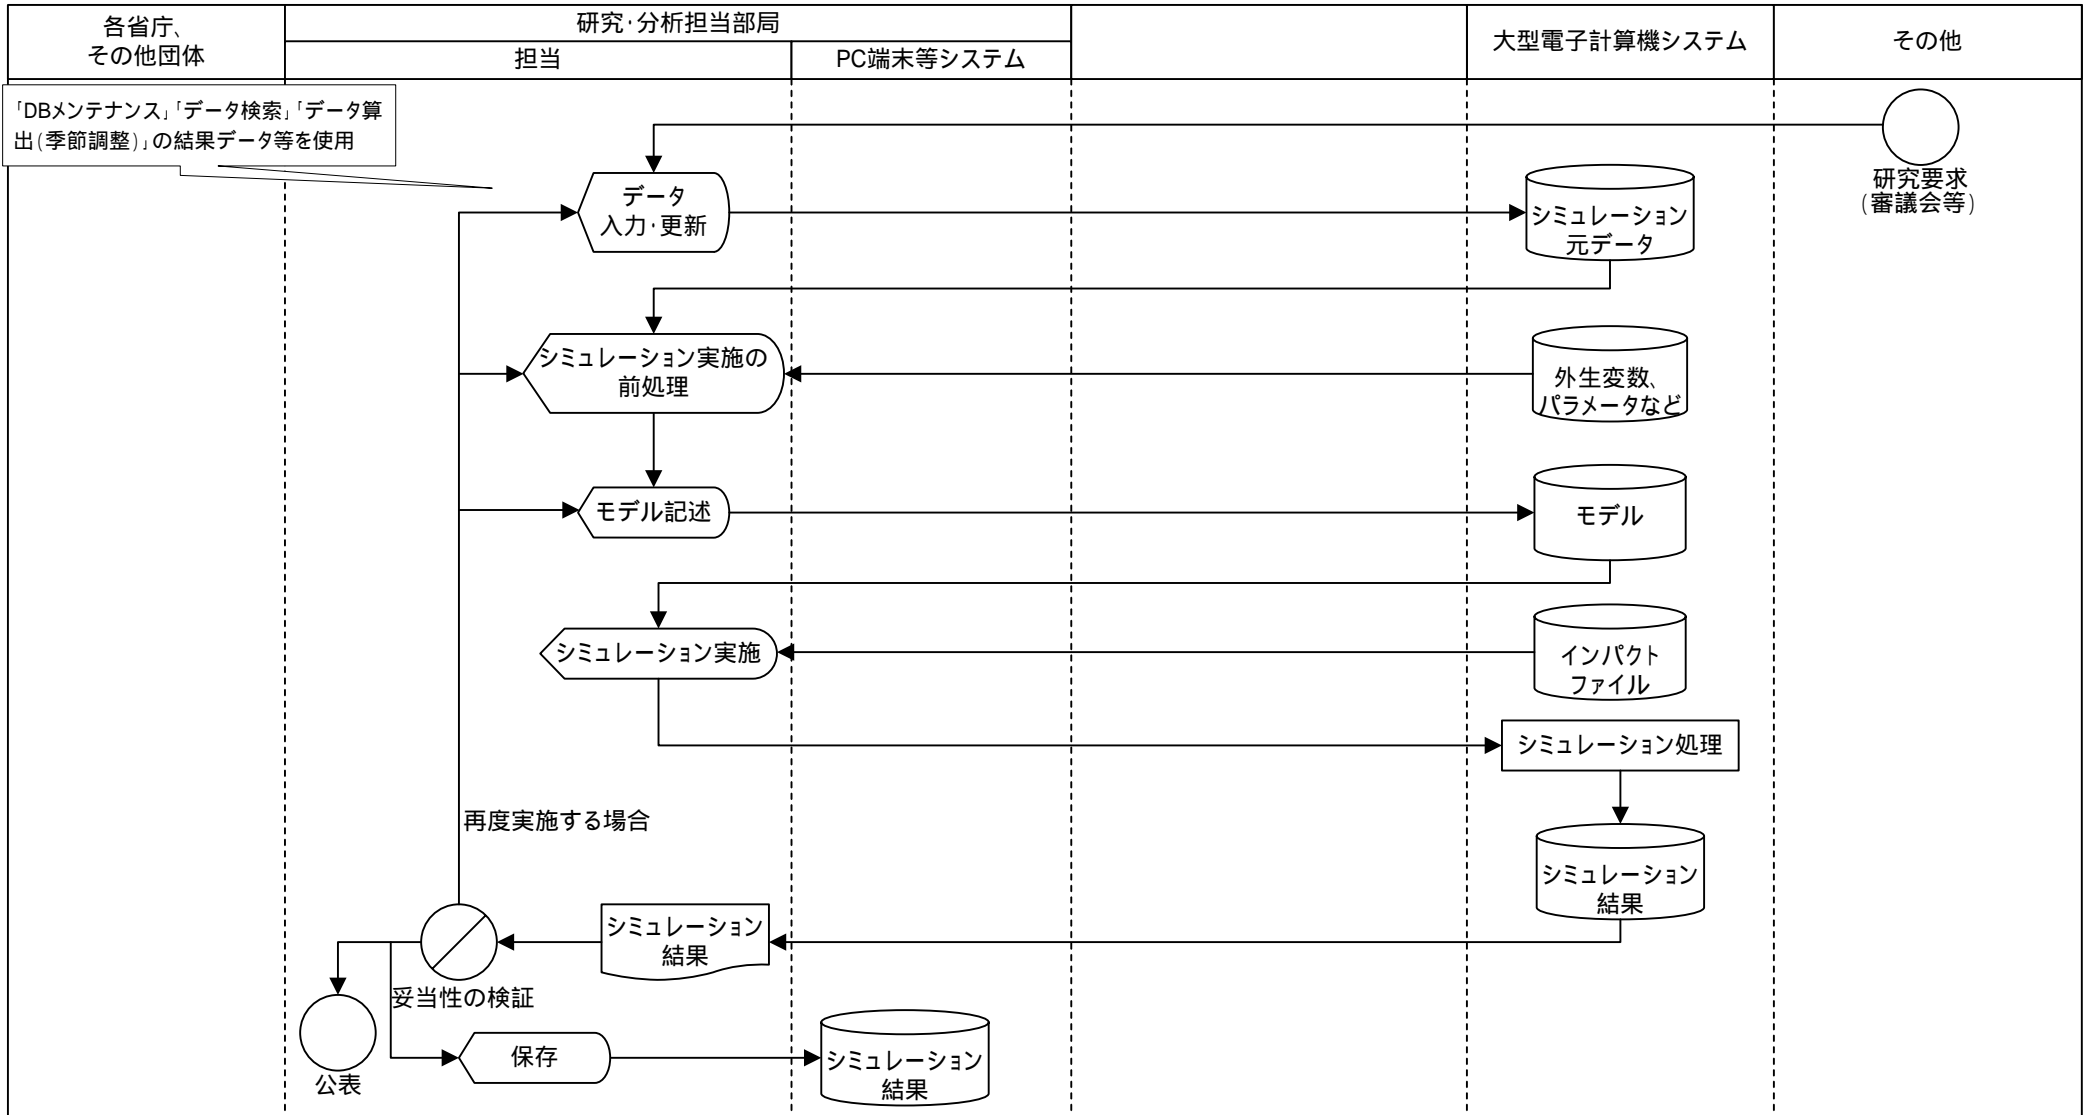 各省庁、
その他団体
研究・分析担当部局
担当
PC端末等システム
大型電子計算機システム
その他
「DBメンテナンス」「データ検索」「データ算
出(季節調整)」の結果データ等を使用
研究要求
(審議会等)
データ
入力・更新
シミュレーション
元データ
シミュレーション実施の
前処理
外生変数、
パラメータなど
モデル記述
モデル
シミュレーション実施
インパクト
ファイル
シミュレーション処理
再度実施する場合
シミュレーション
結果
シミュレーション
結果
妥当性の検証
公表
保存
シミュレーション
結果